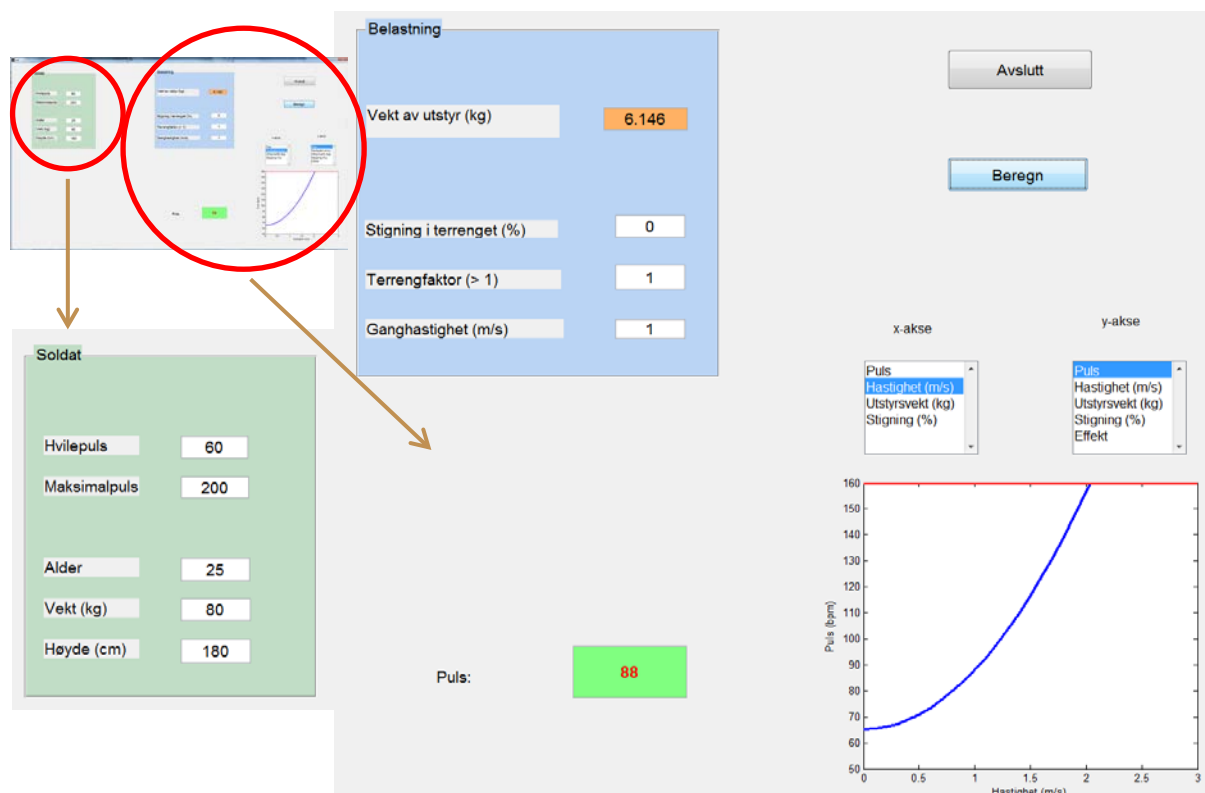 Belastning
Vekt av utstyr (kg) 6.146
Stigning i terrenget (%) 0
Terrengfaktor (> 1) 1
Ganghastighet (m/s) 1
Avslutt
Beregn
x-akse y-akse
Puls
Hastighet (m/s)
Utstyrsvekt (kg)
Stigning (%)
Puls
Hastighet (m/s)
Utstyrsvekt (kg)
Stigning (%)
Effekt
Soldat
Hvilepuls 60
Maksimalpuls 200
Alder 25
Vekt (kg) 80
Høyde (cm) 180
Puls: 88
Puls (bpm)
160
150
140
130
120
110
100
90
80
70
60
50
0 0.5 1 1.5 2 2.5 3
Hastighet (m/s)